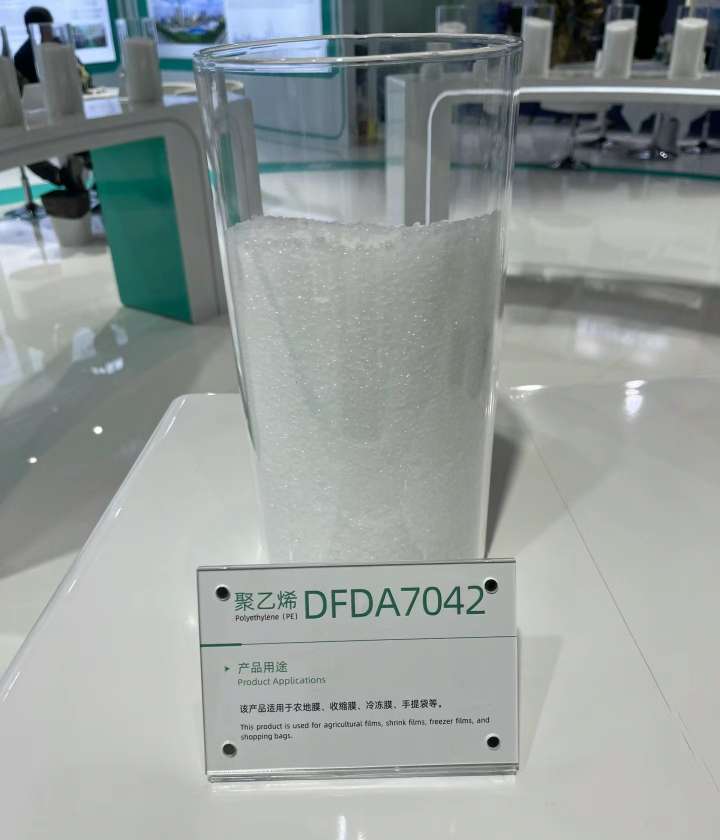 聚乙烯 DFDA7042
Polyethylene (PE)
产品用途
Product Applications
该产品适用于农地膜、收缩膜、冷冻膜、手提袋等。
This product is used for agricultural films, shrink films, freezer films, and
shopping bags.